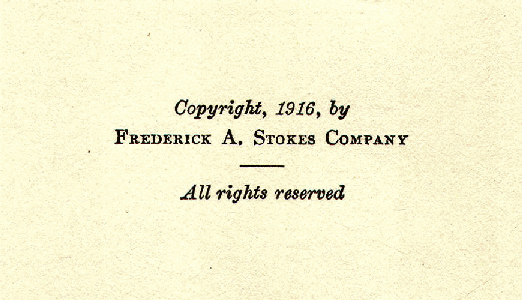 Copyright, 1916, by
FREDERICK A. STOKES COMPANY
All rights reserved